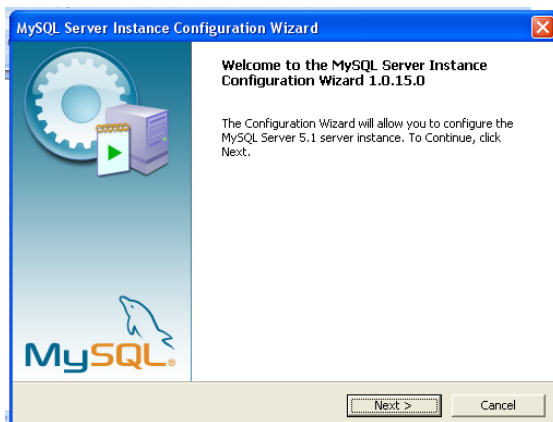 MySQL Server Instance Configuration Wizard
Welcome to the MySQL Server Instance
Configuration Wizard 1.0.15.0
The Configuration Wizard will allow you to configure the
MySQL Server 5.1 server instance. To Continue, click
Next.
MySQL®
Next >
Cancel